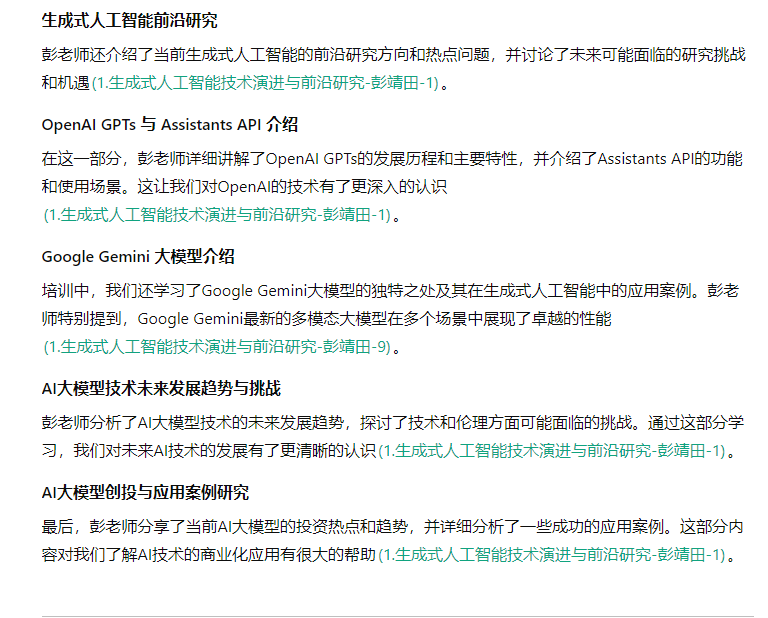 生成式人工智能前沿研究
彭老师还介绍了当前生成式人工智能的前沿研究方向和热点问题，并讨论了未来可能面临的研究挑战
和机遇(1.生成式人工智能技术演进与前沿研究-彭靖田-1)。
OpenAI GPTs 与 Assistants API 介绍
在这一部分，彭老师详细讲解了OpenAI GPTs的发展历程和主要特性，并介绍了Assistants API的功能
和使用场景。这让我们对OpenAI的技术有了更深入的认识
(1.生成式人工智能技术演进与前沿研究-彭靖田-1)。
Google Gemini 大模型介绍
培训中，我们还学习了Google Gemini大模型的独特之处及其在生成式人工智能中的应用案例。彭老
师特别提到，Google Gemini最新的多模态大模型在多个场景中展现了卓越的性能
(1.生成式人工智能技术演进与前沿研究-彭靖田-9)。
AI大模型技术未来发展趋势与挑战
彭老师分析了AI大模型技术的未来发展趋势，探讨了技术和伦理方面可能面临的挑战。通过这部分学
习，我们对未来AI技术的发展有了更清晰的认识(1.生成式人工智能技术演进与前沿研究-彭靖田-1)。
AI大模型创投与应用案例研究
最后，彭老师分享了当前AI大模型的投资热点和趋势，并详细分析了一些成功的应用案例。这部分内
容对我们了解AI技术的商业化应用有很大的帮助(1.生成式人工智能技术演进与前沿研究-彭靖田-1)。